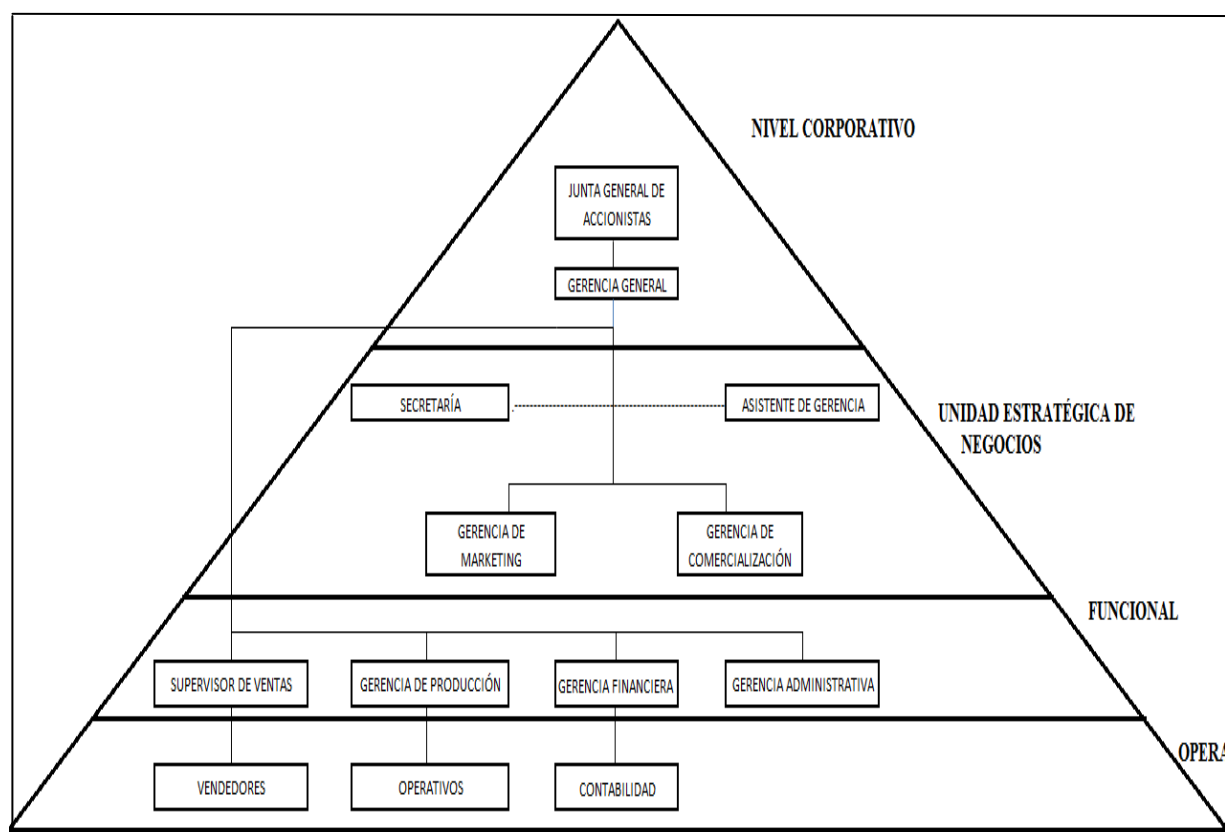 NIVEL CORPORATIVO
JUNTA GENERAL DE
ACCIONISTAS
GERENCIA GENERAL
SECRETARÍA
ASISTENTE DE GERENCIA
UNIDAD ESTRATÉGICA DE
NEGOCIOS
GERENCIA DE
MARKETING
GERENCIA DE
COMERCIALIZACIÓN
FUNCIONAL
SUPERVISOR DE VENTAS
GERENCIA DE PRODUCCIÓN
GERENCIA FINANCIERA
GERENCIA ADMINISTRATIVA
OPERA
VENDEDORES
OPERATIVOS
CONTABILIDAD